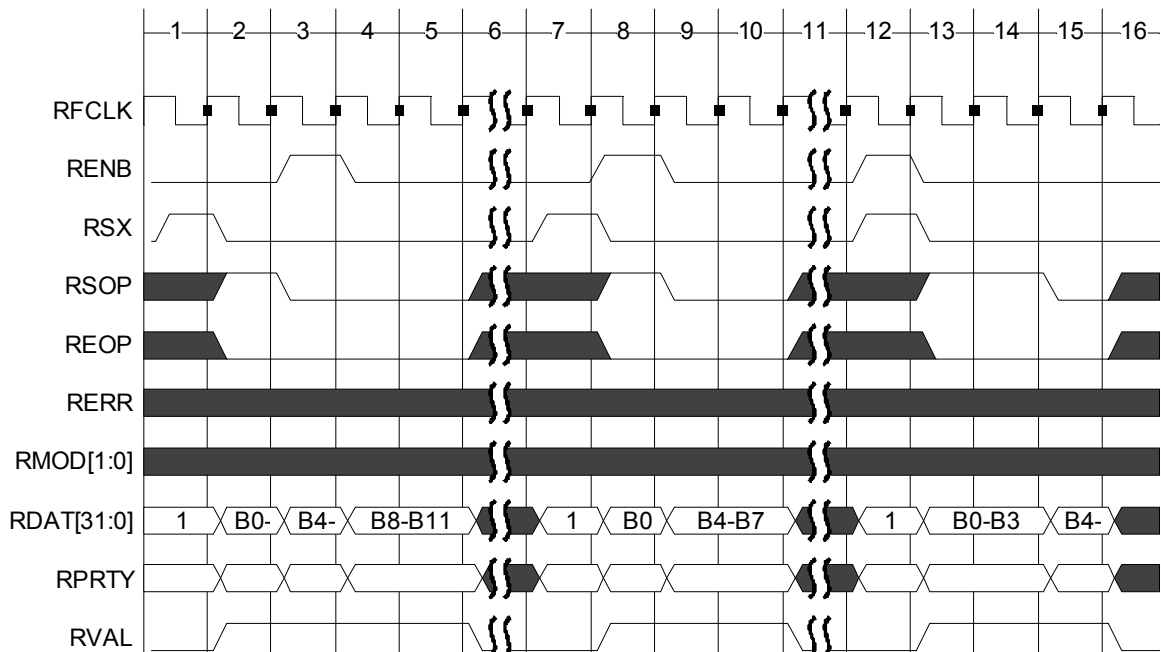 1 2 3 4 5 6 7 8 9 10 11 12 13 14 15 16
RFCLK
RENB
RSX
RSOP
REOP
RERR
RMOD[1:0]
RDAT[31:0] 1 B0- B4- B8-B11 1 B0 B4-B7 1 B0-B3 B4-
RPRTY
RVAL